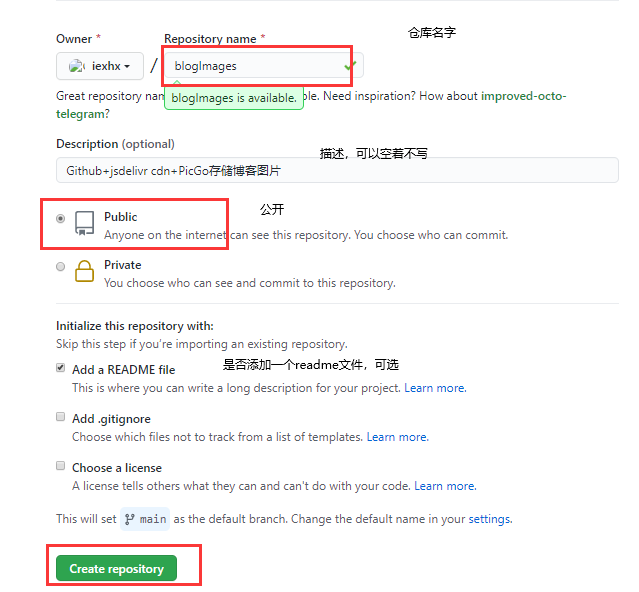 仓库名字
Owner * Repository name *
iexhx / blogImages
Great repository nam ble. Need inspiration? How about improved-octo-
blogImages is available.
telegram?
Description (optional)
描述，可以空着不写
Github+jsdelivr cdn+PicGo存储博客图片
Public
公开
Anyone on the internet can see this repository. You choose who can commit.
Private
You choose who can see and commit to this repository.
Initialize this repository with:
Skip this step if you're importing an existing repository.
Add a README file
是否添加一个readme文件，可选
This is where you can write a long description for your project. Learn more.
Add .gitignore
Choose which files not to track from a list of templates. Learn more.
Choose a license
A license tells others what they can and can't do with your code. Learn more.
This will set main as the default branch. Change the default name in your settings.
Create repository